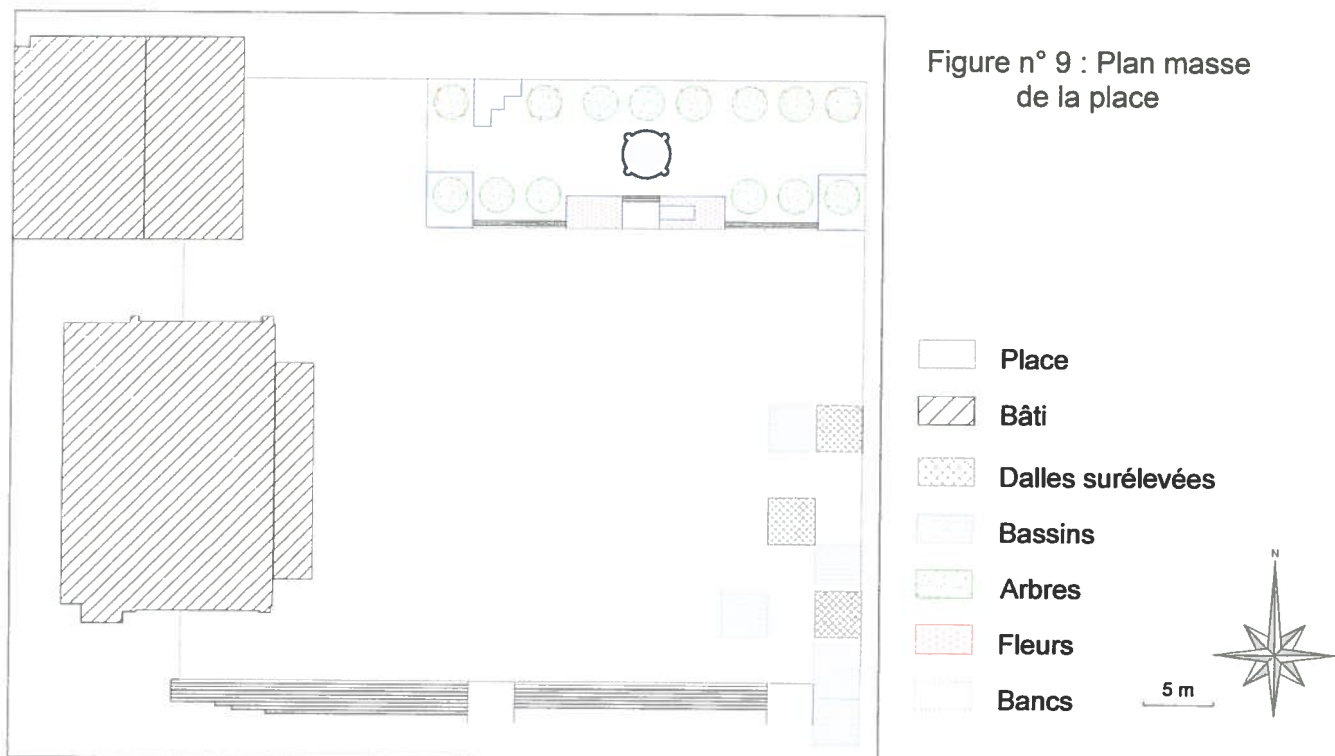 Figure n° 9 : Plan masse
de la place
Place
Bâti
Dalles surélevées
Bassins
Arbres
Fleurs
Bancs
N
5 m